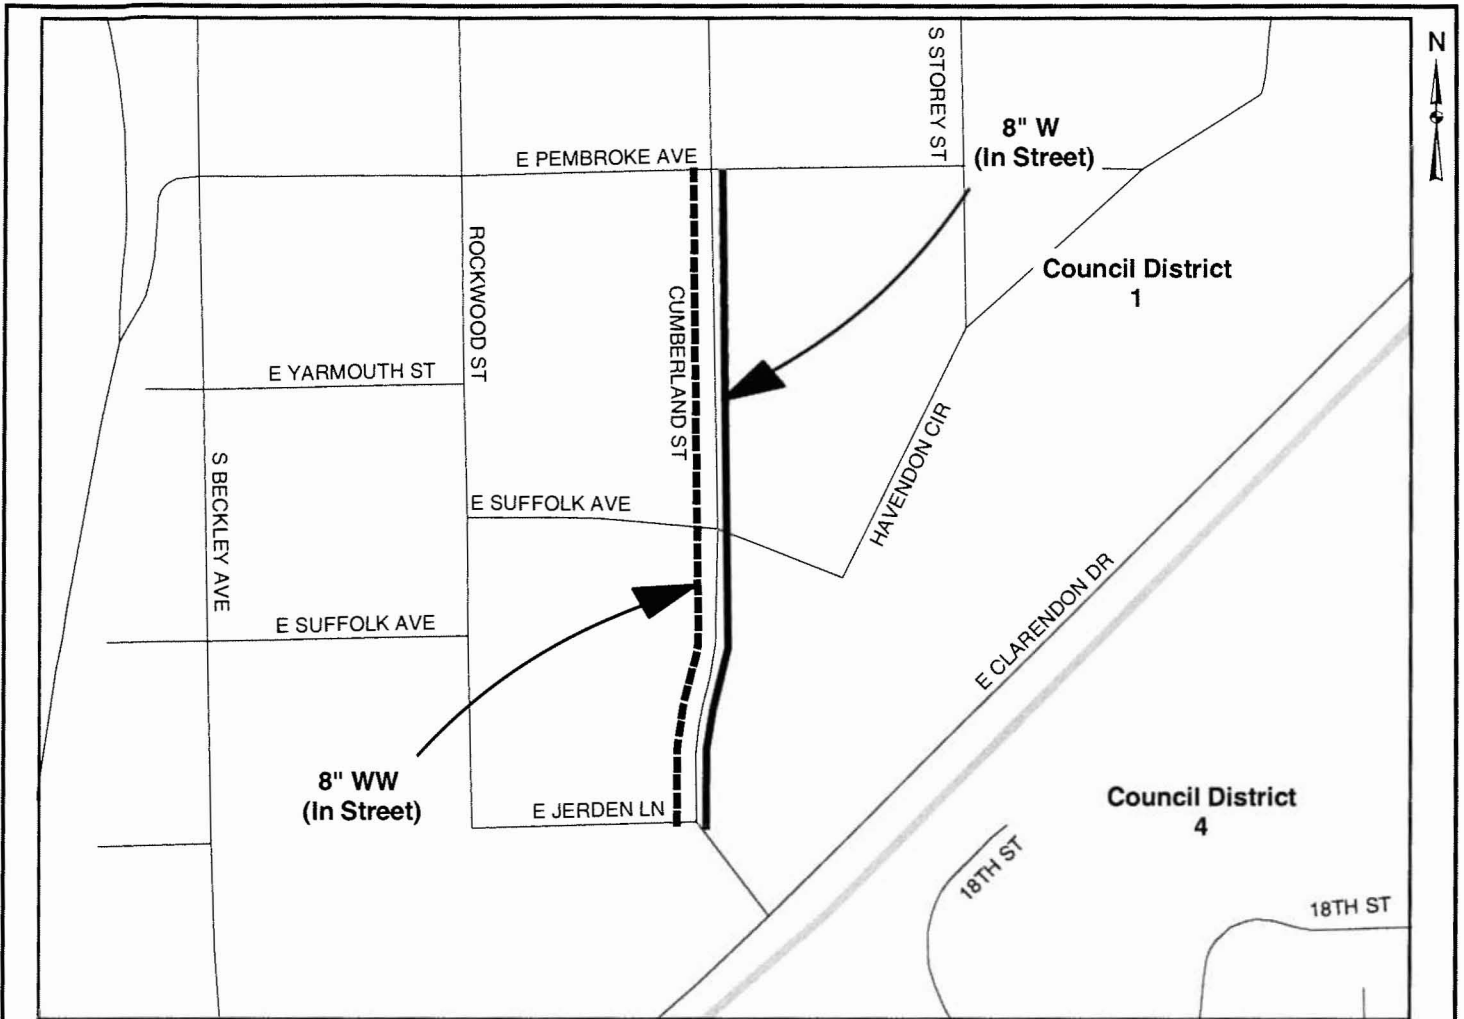 N
S STOREY ST
8" W
(In Street)
E PEMBROKE AVE
ROCKWOOD ST
Council District
1
CUMBERLAND ST
E YARMOUTH ST
HAVENDON CIR
S BECKLEY AVE
E SUFFOLK AVE
E CLARENDON DR
E SUFFOLK AVE
8" WW
(In Street)
E JERDEN LN
Council District
4
18TH ST
18TH ST